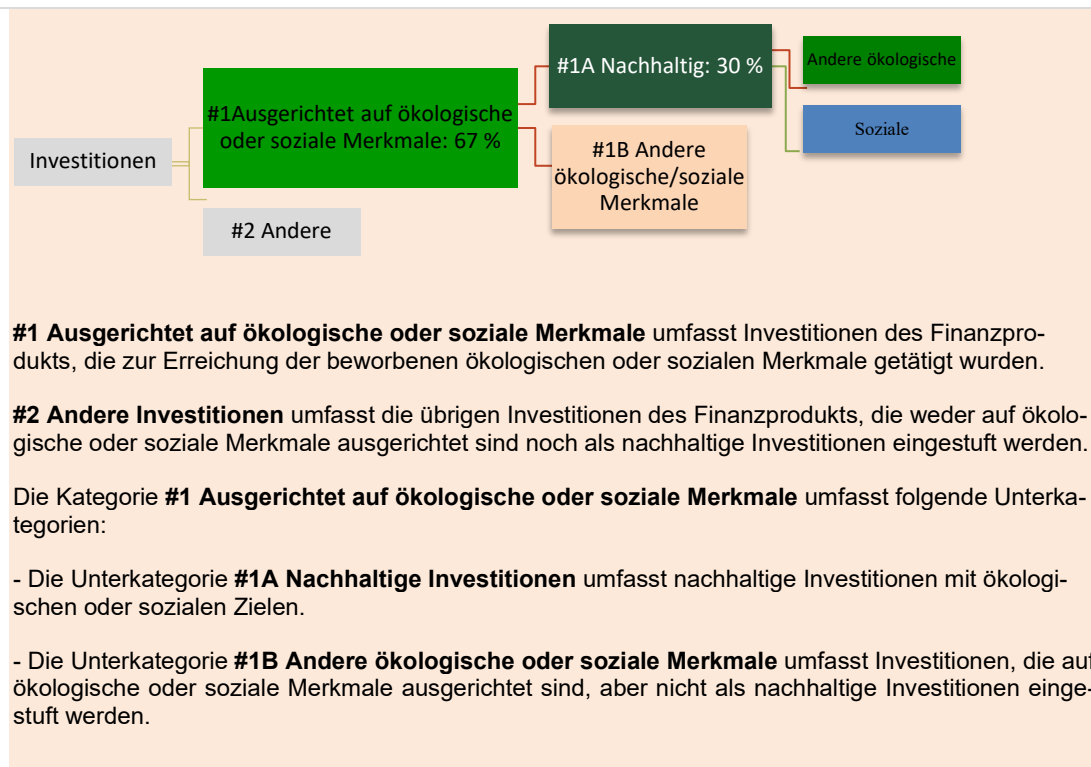 #1A Nachhaltig: 30 %
Andere ökologische
#1Ausgerichtet auf ökologische
oder soziale Merkmale: 67 %
Soziale
Investitionen
#1B Andere
ökologische/soziale
Merkmale
#2 Andere
#1 Ausgerichtet auf ökologische oder soziale Merkmale umfasst Investitionen des Finanzpro-
dukts, die zur Erreichung der beworbenen ökologischen oder sozialen Merkmale getätigt wurden.
#2 Andere Investitionen umfasst die übrigen Investitionen des Finanzprodukts, die weder auf ökolo-
gische oder soziale Merkmale ausgerichtet sind noch als nachhaltige Investitionen eingestuft werden.
Die Kategorie #1 Ausgerichtet auf ökologische oder soziale Merkmale umfasst folgende Unterka-
tegorien:
- Die Unterkategorie #1A Nachhaltige Investitionen umfasst nachhaltige Investitionen mit ökologi-
schen oder sozialen Zielen.
- Die Unterkategorie #1B Andere ökologische oder soziale Merkmale umfasst Investitionen, die auf
ökologische oder soziale Merkmale ausgerichtet sind, aber nicht als nachhaltige Investitionen einge-
stuft werden.